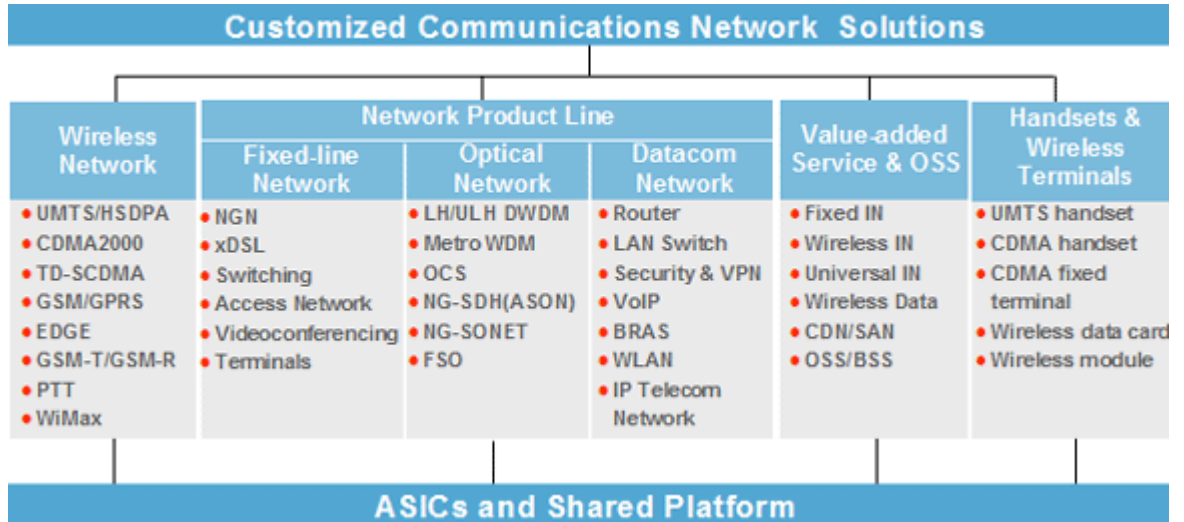 Customized Communications Network Solutions
Wireless
Network
UMTS/HSDPA
CDMA2000
TD-SCDMA
GSM/GPRS
EDGE
GSM-T/GSM-R
PTT
WiMax
Network Product Line
Fixed-line
Network
NGN
xDSL
Switching
Access Network
Videoconferencing
Terminals
Optical
Network
LH/ULH DWDM
Metro WDM
OCS
NG-SDH(ASON)
NG-SONET
FSO
Datacom
Network
Router
LAN Switch
Security & VPN
VoIP
BRAS
WLAN
IP Telecom
Network
Value-added
Service & OSS
Fixed IN
Wireless IN
Universal IN
Wireless Data
CDN/SAN
OSS/BSS
Handsets &
Wireless
Terminals
UMTS handset
CDMA handset
CDMA fixed
terminal
Wireless data card
Wireless module
ASICs and Shared Platform